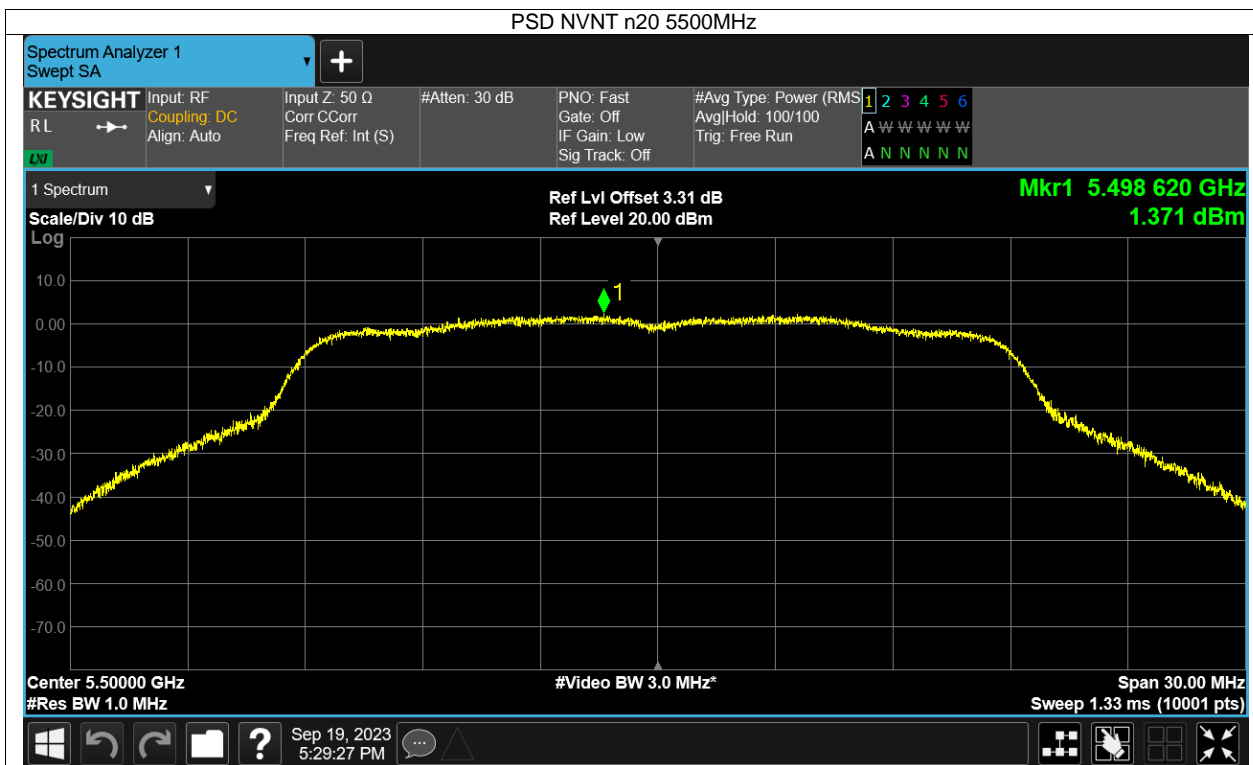 PSD NVNT n20 5500MHz
Spectrum Analyzer 1
Swept SA
KEYSIGHT
R L
LXI
Input: RF
Coupling: DC
Align: Auto
Input Z: 50 Ω
Corr CCorr
Freq Ref: Int (S)
#Atten: 30 dB
PNO: Fast
Gate: Off
IF Gain: Low
Sig Track: Off
#Avg Type: Power (RMS
Avg|Hold: 100/100
Trig: Free Run
1 2 3 4 5 6
A W W W W W
A N N N N N
1 Spectrum
Scale/Div 10 dB
Ref Lvl Offset 3.31 dB
Ref Level 20.00 dBm
Mkr1 5.498 620 GHz
1.371 dBm
Log
10.0
0.00
-10.0
-20.0
-30.0
-40.0
-50.0
-60.0
-70.0
1
Center 5.50000 GHz
#Res BW 1.0 MHz
#Video BW 3.0 MHz*
Span 30.00 MHz
Sweep 1.33 ms (10001 pts)
?
Sep 19, 2023
5:29:27 PM